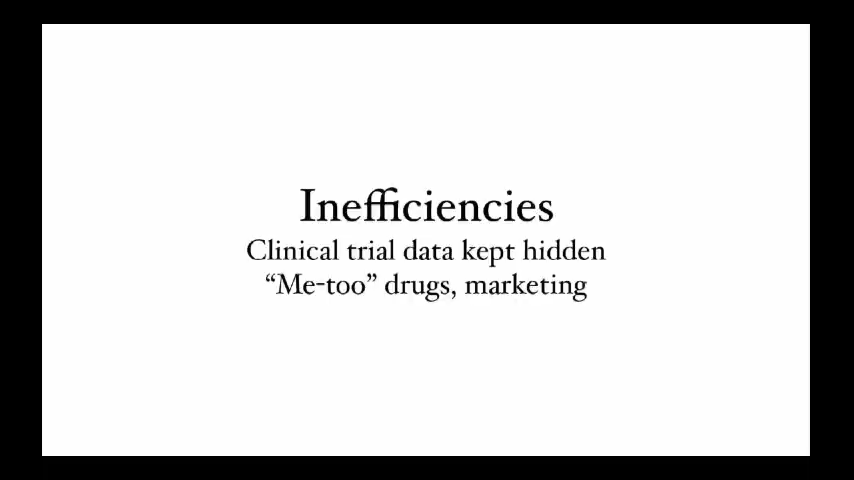 Inefficiencies
Clinical trial data kept hidden
“Me-too” drugs, marketing